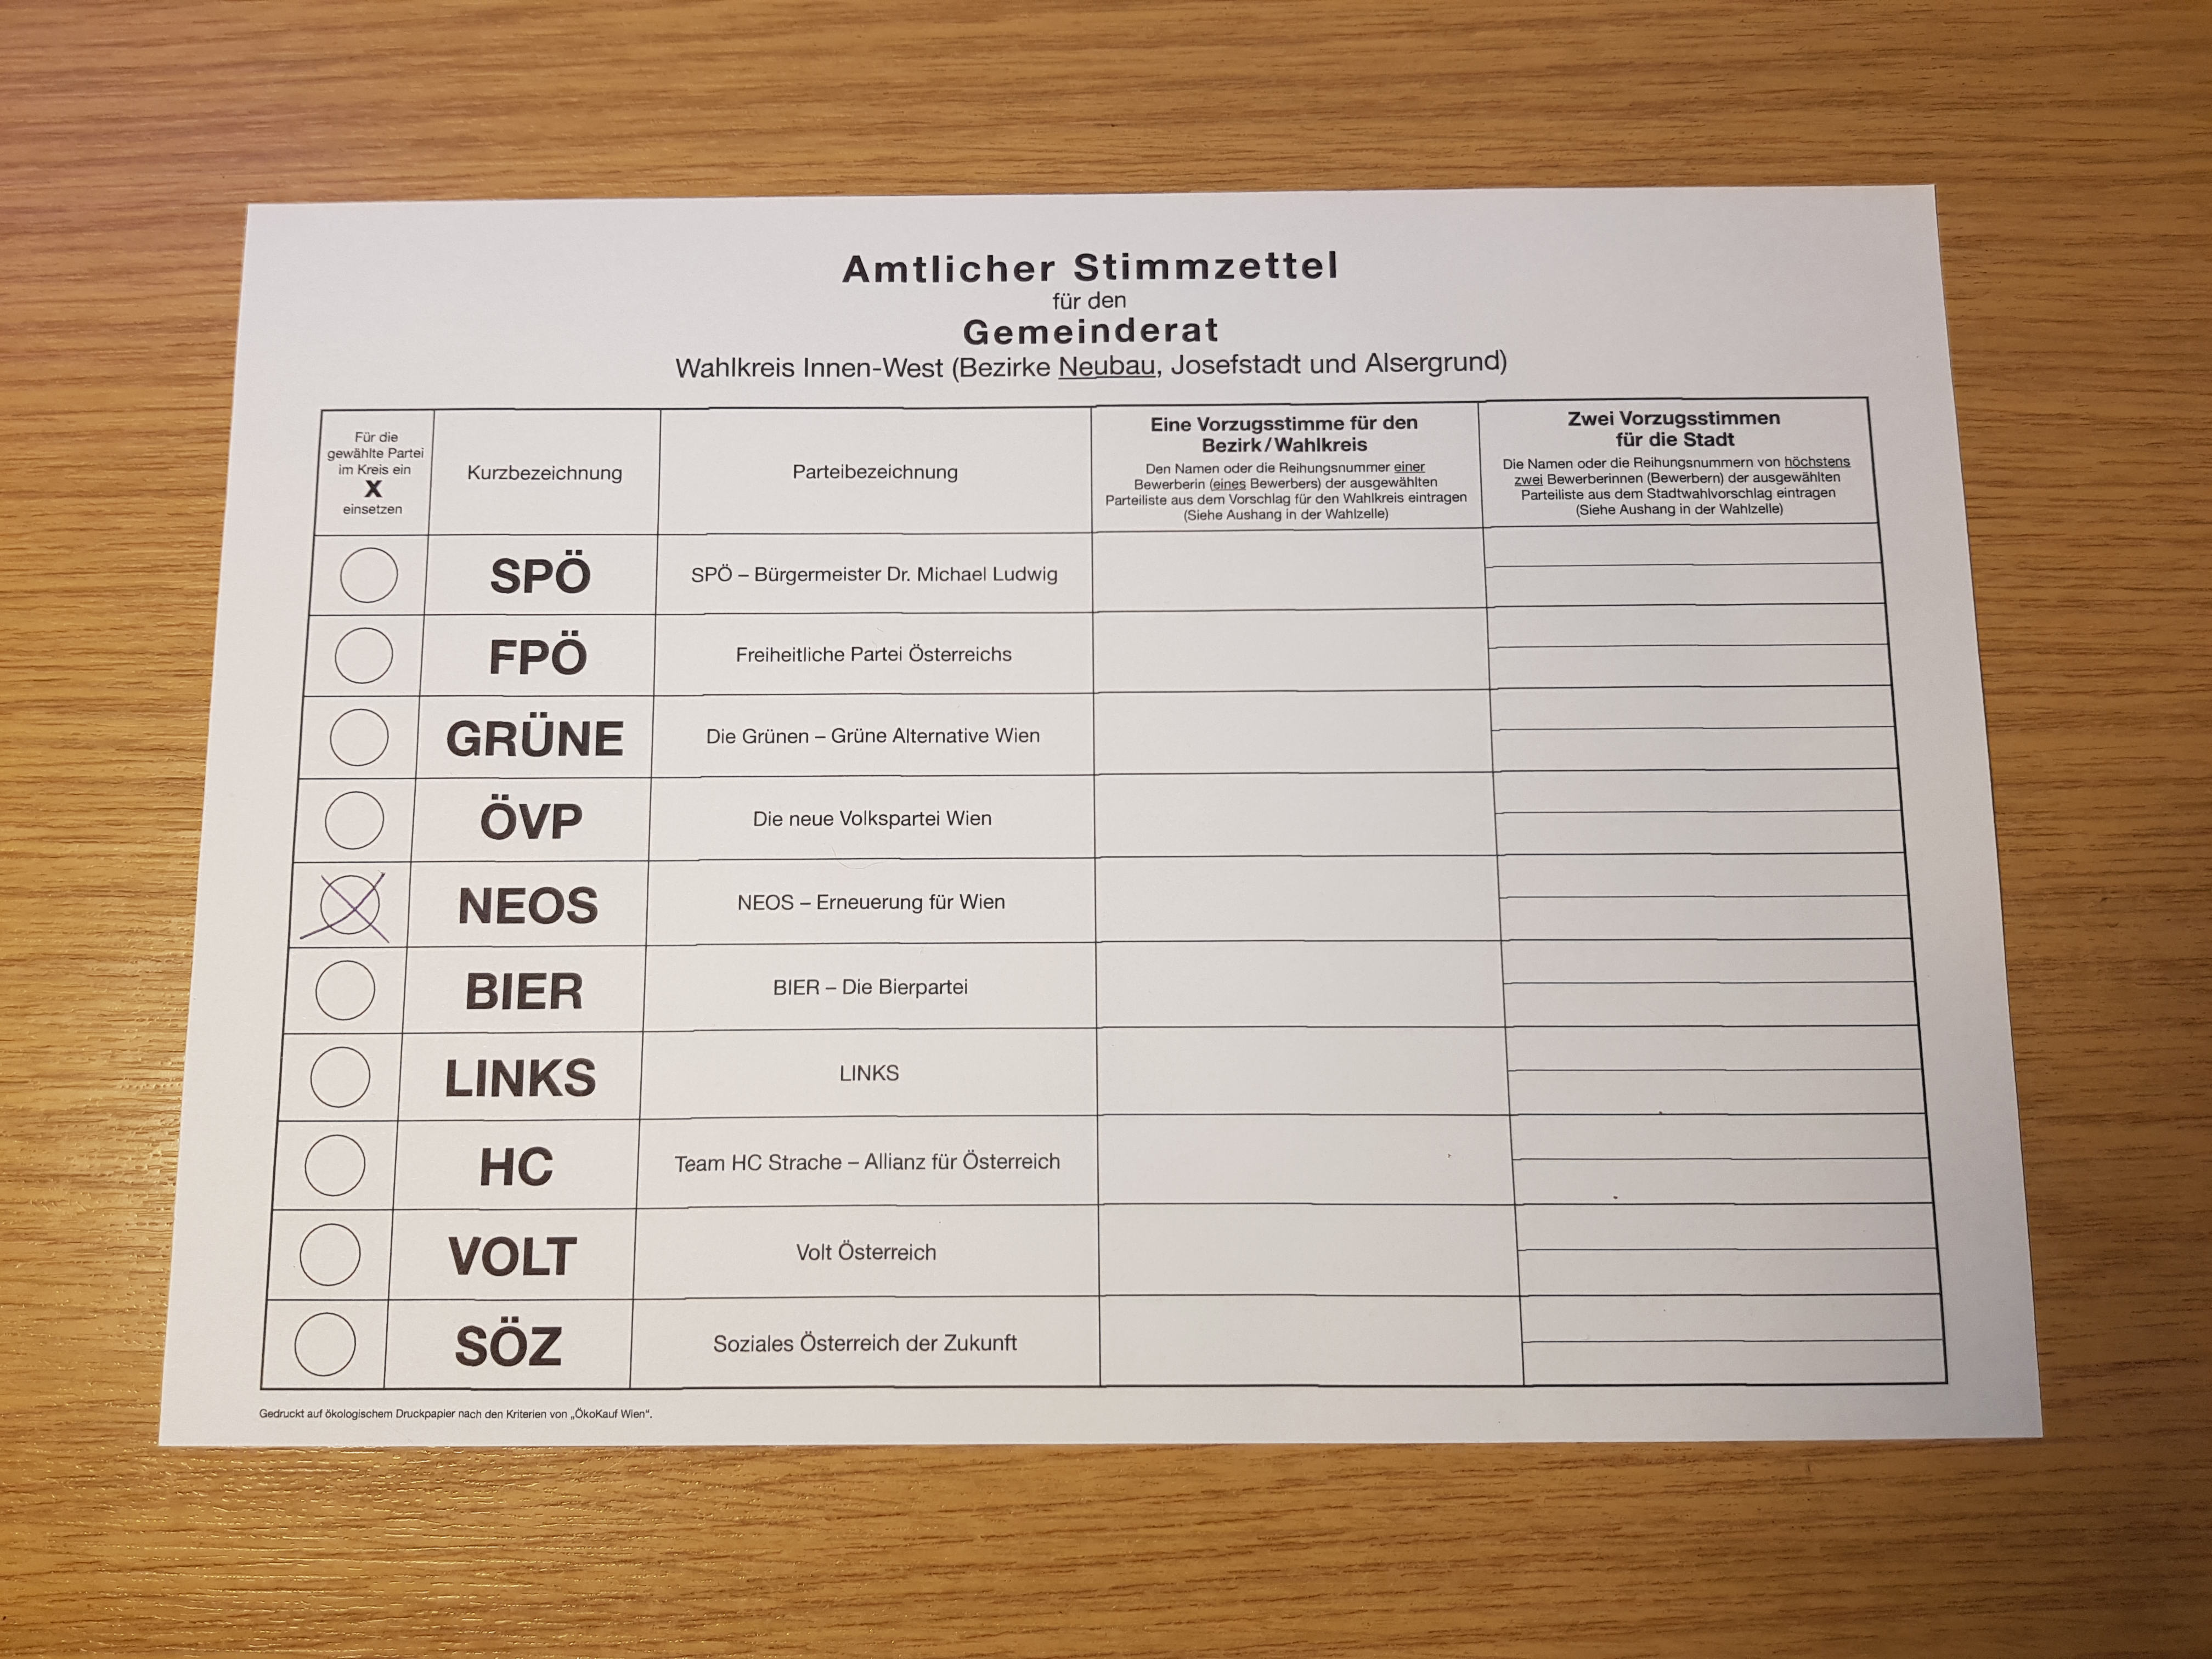 Amtlicher Stimmzettel
für den
Gemeinderat
Wahlkreis Innen-West (Bezirke Neubau, Josefstadt und Alsergrund)
Für die
gewählte Partei
im Kreis ein
X
einsetzen
Kurzbezeichnung
Parteibezeichnung
Eine Vorzugsstimme für den
Bezirk / Wahlkreis
Den Namen oder die Reihungsnummer einer
Bewerberin (eines Bewerbers) der ausgewählten
Parteiliste aus dem Vorschlag für den Wahlkreis eintragen
(Siehe Aushang in der Wahlzelle)
Zwei Vorzugsstimmen
für die Stadt
Die Namen oder die Reihungsnummern von höchstens
zwei Bewerberinnen (Bewerbern) der ausgewählten
Parteiliste aus dem Stadtwahlvorschlag eintragen
(Siehe Aushang in der Wahlzelle)
SPÖ SPÖ – Bürgermeister Dr. Michael Ludwig
FPÖ Freiheitliche Partei Österreichs
GRÜNE Die Grünen – Grüne Alternative Wien
ÖVP Die neue Volkspartei Wien
X NEOS NEOS – Erneuerung für Wien
BIER BIER – Die Bierpartei
LINKS LINKS
HC Team HC Strache – Allianz für Österreich
VOLT Volt Österreich
SÖZ Soziales Österreich der Zukunft
Gedruckt auf ökologischem Druckpapier nach den Kriterien von „ÖkoKauf Wien“.